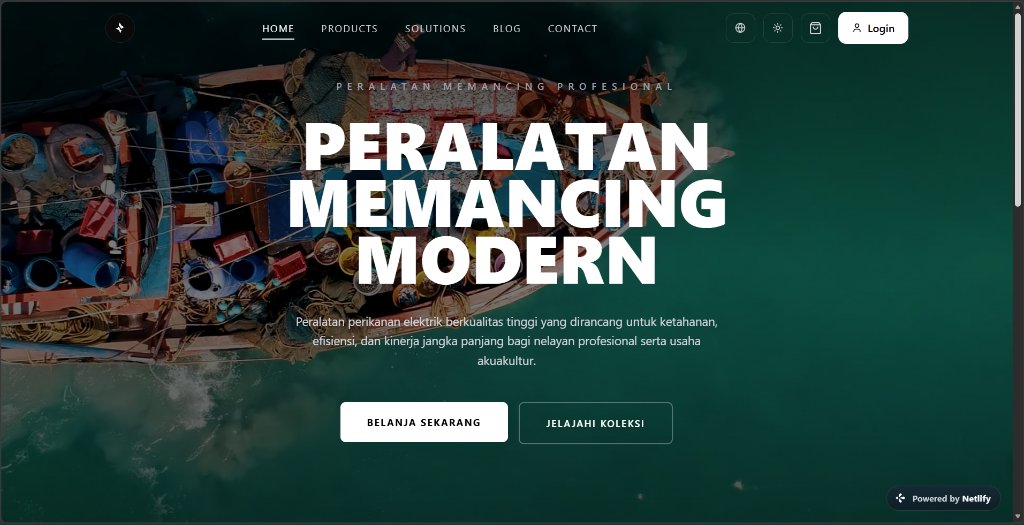 HOME PRODUCTS SOLUTIONS BLOG CONTACT Login
PERALATAN MEMANCING PROFESIONAL
PERALATAN
MEMANCING
MODERN
Peralatan perikanan elektrik berkualitas tinggi yang dirancang untuk ketahanan,
efisiensi, dan kinerja jangka panjang bagi nelayan profesional serta usaha
akuakultur.
BELANJA SEKARANG JELAJAHI KOLEKSI
Powered by Netlify